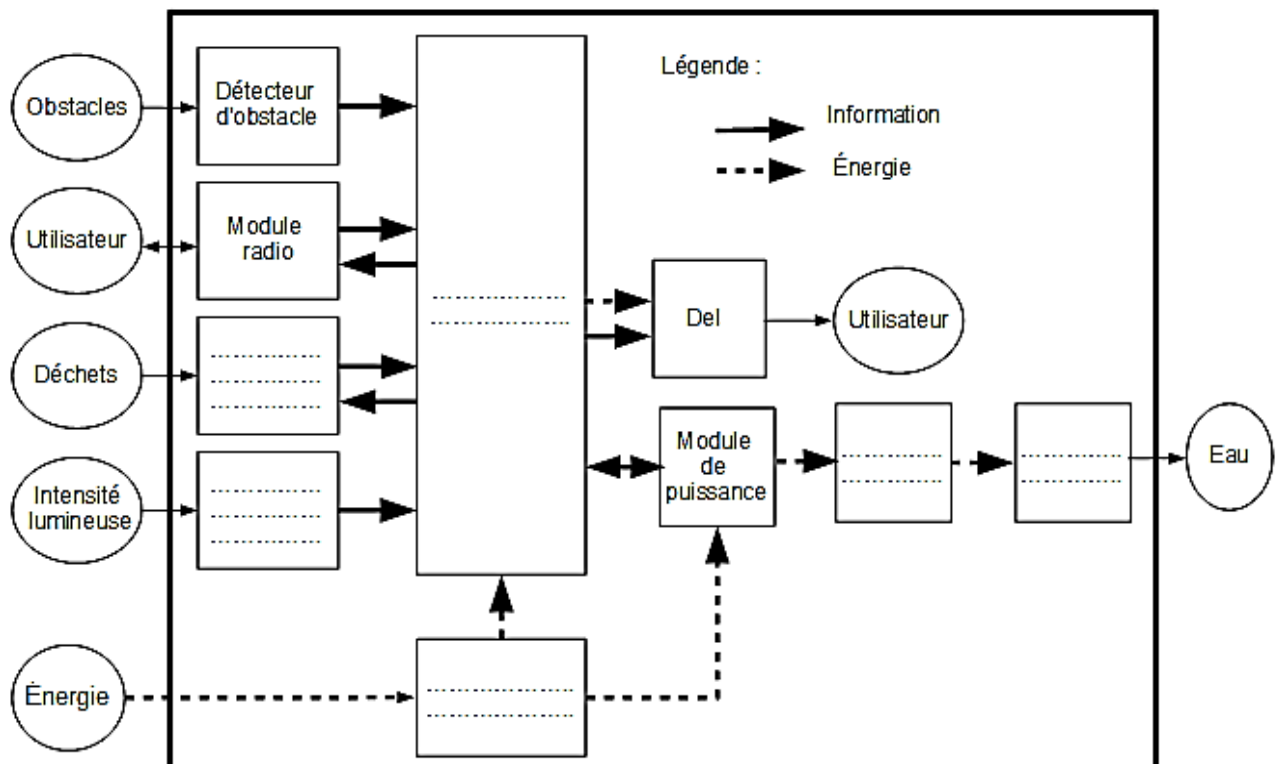 Obstacles
Détecteur
d'obstacle
Légende :
Information
Énergie
Utilisateur
Module
radio
Del
Utilisateur
Déchets
Module
de
puissance
Eau
Intensité
lumineuse
Énergie